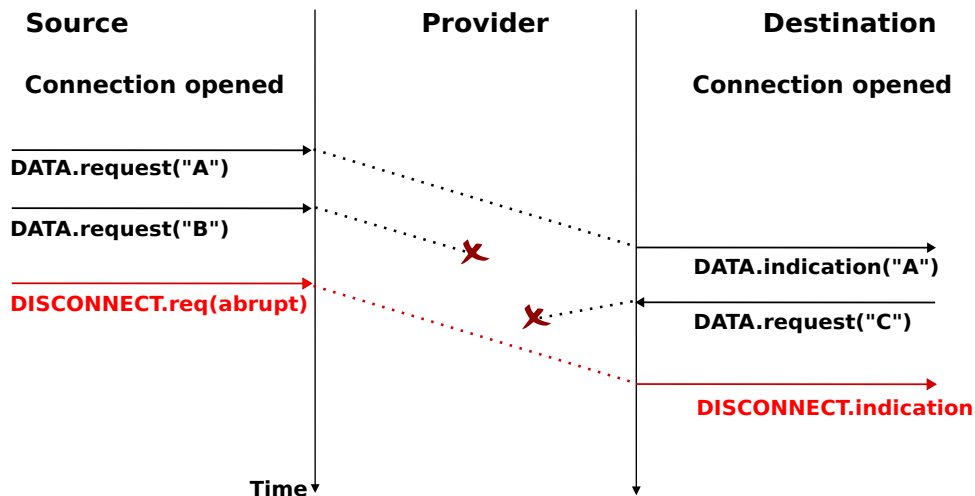 Source
Provider
Destination
Connection opened
Connection opened
DATA.request("A")
DATA.request("B")
DATA.indication("A")
DISCONNECT.req(abrupt)
DATA.request("C")
DISCONNECT.indication
Time